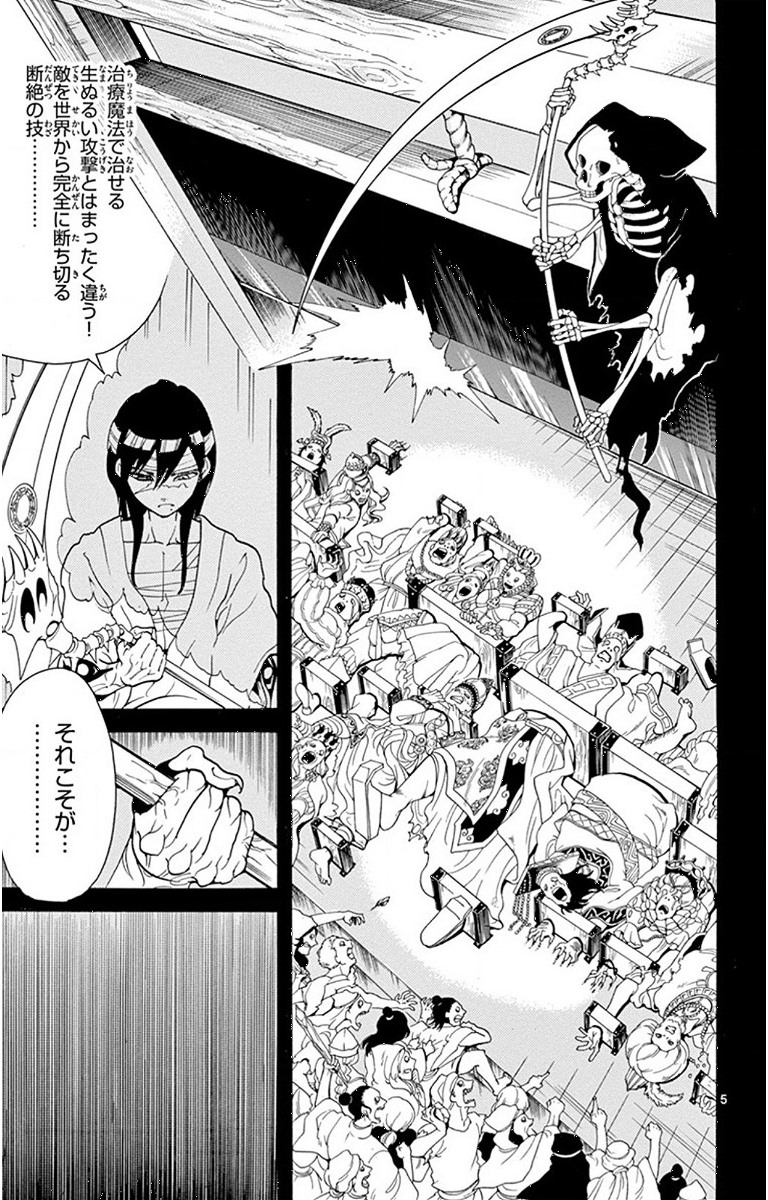 治療魔法で治せる
生ぬるい攻撃とはまったく違う！
敵を世界から完全に断ち切る
断絶の技…………
それこそが…
…………
5